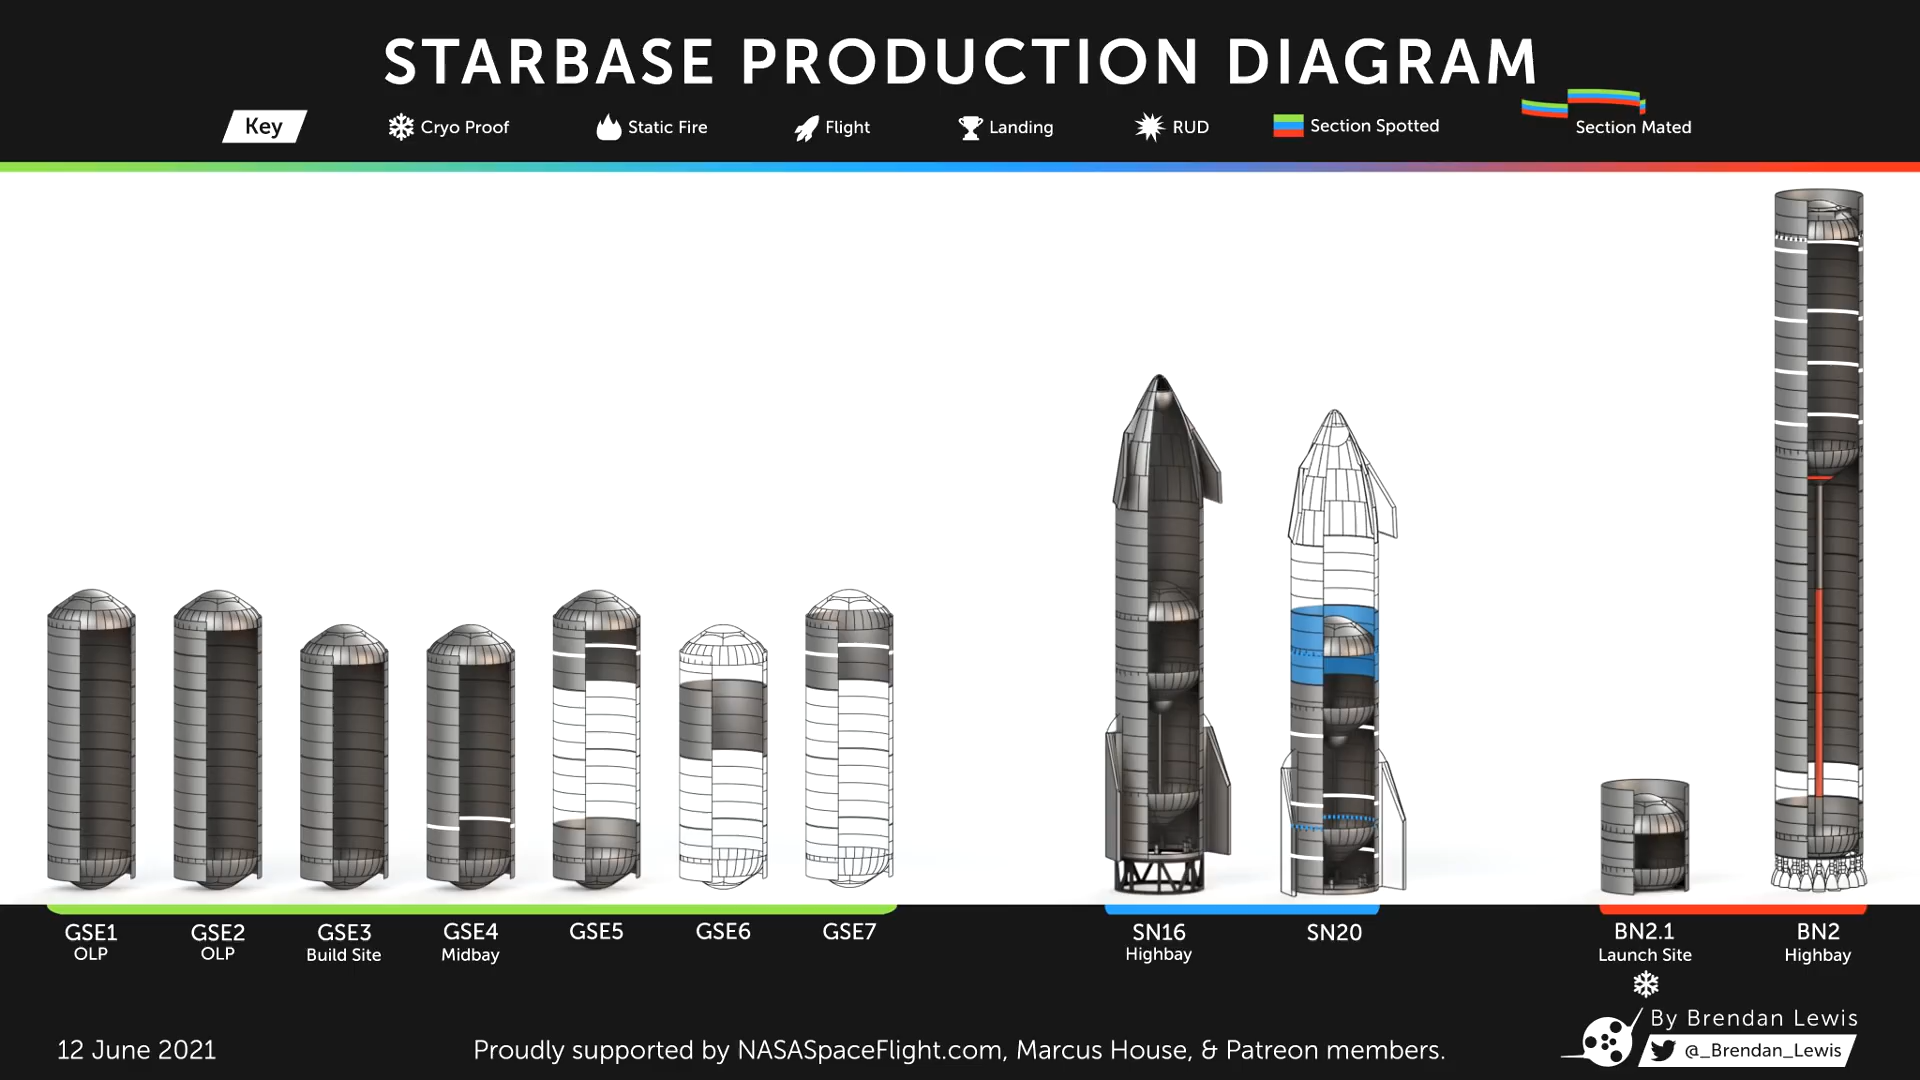 STARBASE PRODUCTION DIAGRAM
Key
Cryo Proof
Static Fire
Flight
Landing
RUD
Section Spotted
Section Mated
GSE1
OLP
GSE2
OLP
GSE3
Build Site
GSE4
Midbay
GSE5
GSE6
GSE7
SN16
Highbay
SN20
BN2.1
Launch Site
BN2
Highbay
12 June 2021
Proudly supported by NASASpaceFlight.com, Marcus House, & Patreon members.
By Brendan Lewis
@_Brendan_Lewis